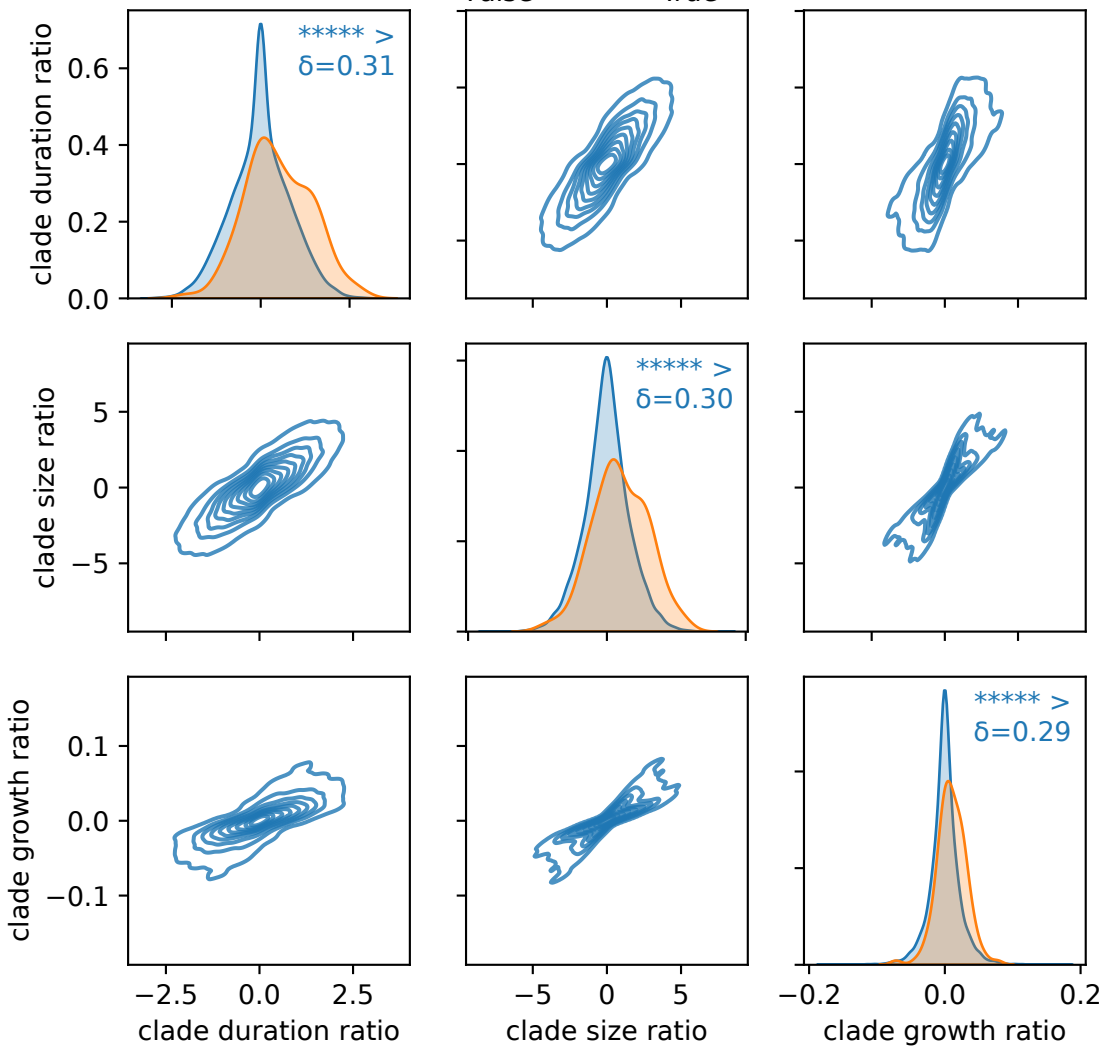 clade duration ratio
0.6
0.4
0.2
0.0
***** >
δ=0.31
clade size ratio
5
0
−5
***** >
δ=0.30
clade growth ratio
0.1
0.0
−0.1
***** >
δ=0.29
−2.5 0.0 2.5
−5 0 5
−0.2 0.0 0.2
clade duration ratio
clade size ratio
clade growth ratio